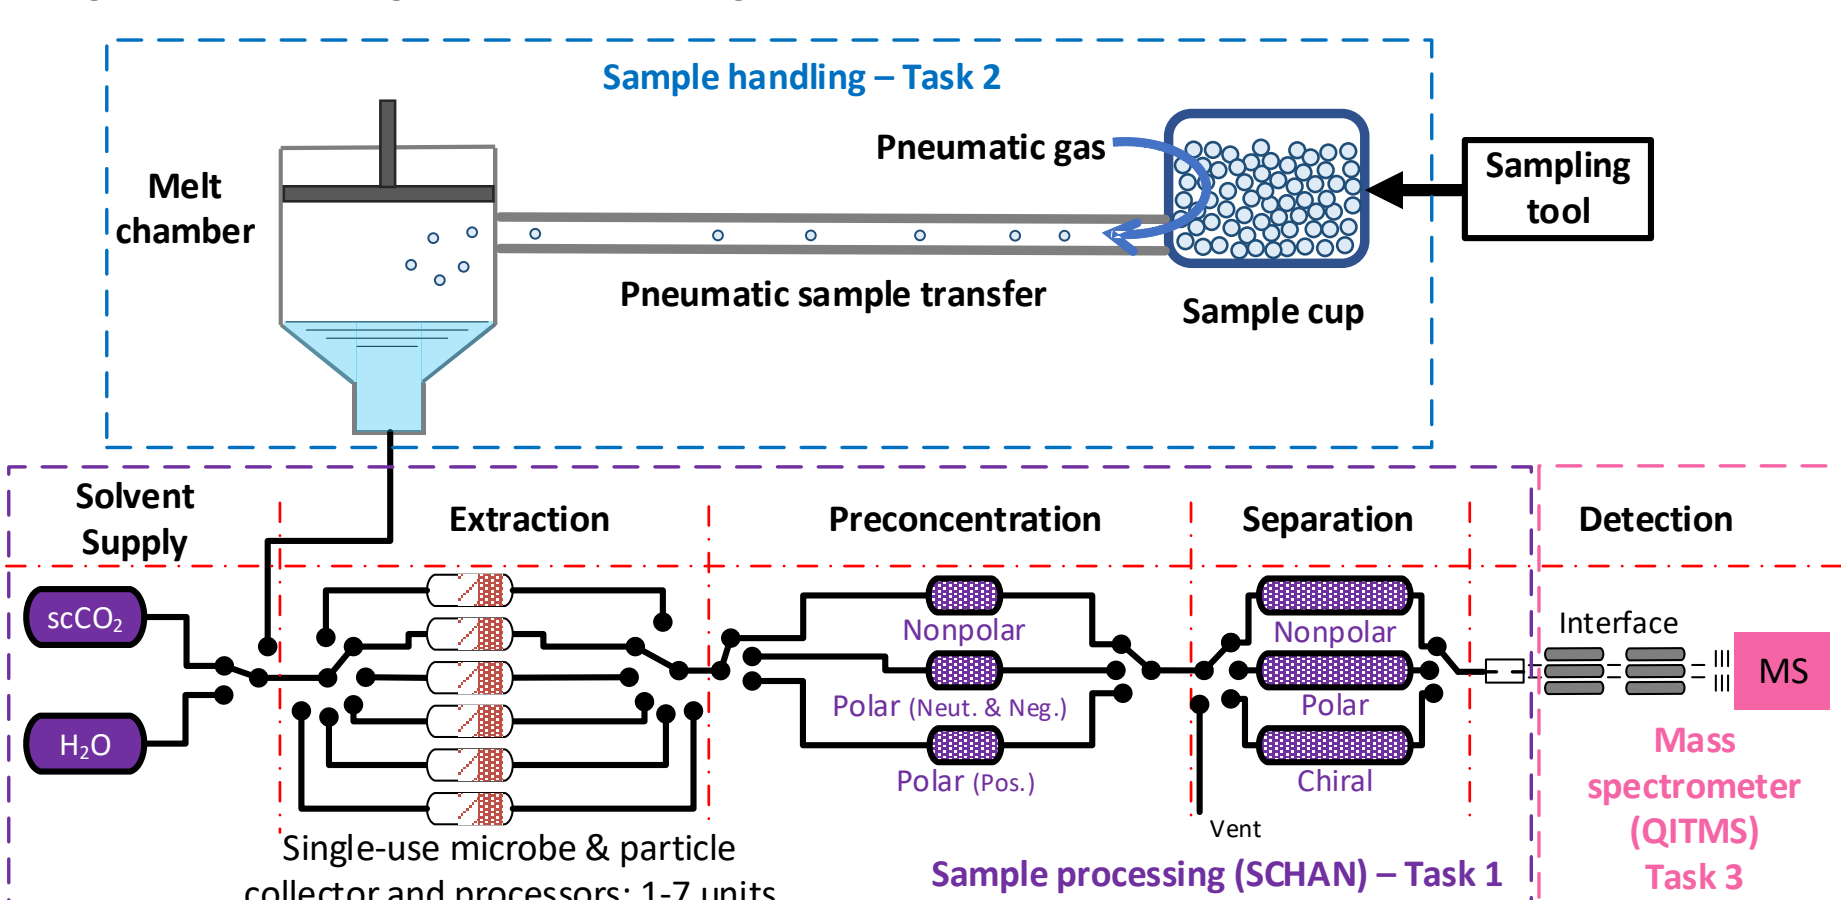 Sample handling – Task 2
Pneumatic gas
Melt
chamber
Sampling
tool
Pneumatic sample transfer
Sample cup
Solvent
Supply
Extraction
Preconcentration
Separation
Detection
scCO₂
H₂O
Nonpolar
Polar (Neut. & Neg.)
Polar (Pos.)
Nonpolar
Polar
Chiral
Vent
Interface
MS
Mass
spectrometer
(QITMS)
Task 3
Single-use microbe & particle
collector and processors: 1-7 units
Sample processing (SCHAN) – Task 1